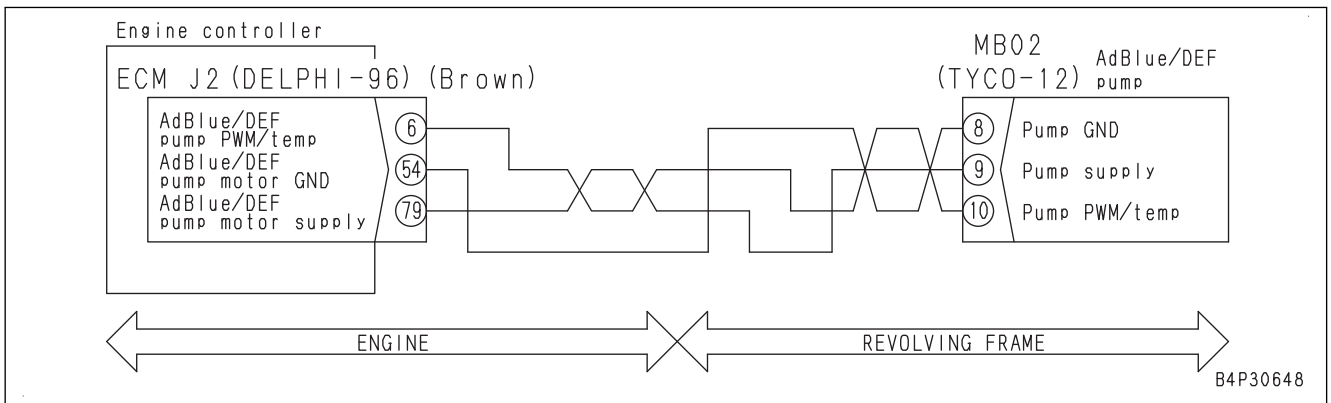 Engine controller
ECM J2 (DELPHI-96) (Brown)
AdBlue/DEF
pump PWM/temp
6
AdBlue/DEF
pump motor GND
54
AdBlue/DEF
pump motor supply
79
MB02
(TYCO-12)
AdBlue/DEF
pump
8 Pump GND
9 Pump supply
10 Pump PWM/temp
ENGINE
REVOLVING FRAME
B4P30648